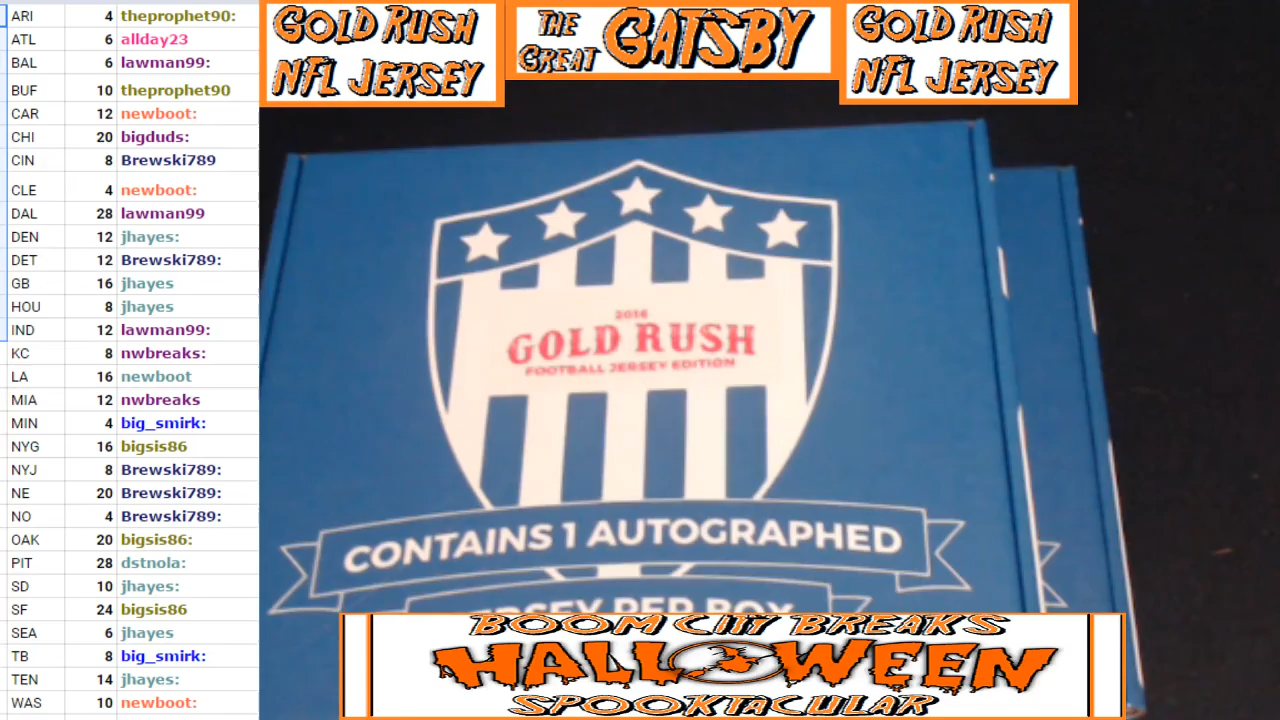 ARI 4 theprophet90:
ATL 6 allday23
BAL 6 lawman99:
BUF 10 theprophet90
CAR 12 newboot:
CHI 20 bigduds:
CIN 8 Brewski789
CLE 4 newboot:
DAL 28 lawman99
DEN 12 jhayes:
DET 12 Brewski789:
GB 16 jhayes
HOU 8 jhayes
IND 12 lawman99:
KC 8 nwbreaks:
LA 16 newboot
MIA 12 nwbreaks
MIN 4 big_smirk:
NYG 16 bigsis86
NYJ 8 Brewski789:
NE 20 Brewski789:
NO 4 Brewski789:
OAK 20 bigsis86:
PIT 28 dstnola:
SD 10 jhayes:
SF 24 bigsis86
SEA 6 jhayes
TB 8 big_smirk:
TEN 14 jhayes:
WAS 10 newboot:
GOLD RUSH
NFL JERSEY
THE
GREAT
GATSBY
GOLD RUSH
NFL JERSEY
2016
GOLD RUSH
FOOTBALL JERSEY EDITION
CONTAINS 1 AUTOGRAPHED
JERSEY PER BOX
BOOM CITY BREAKS
HALLOWEEN
SPOOKTACULAR